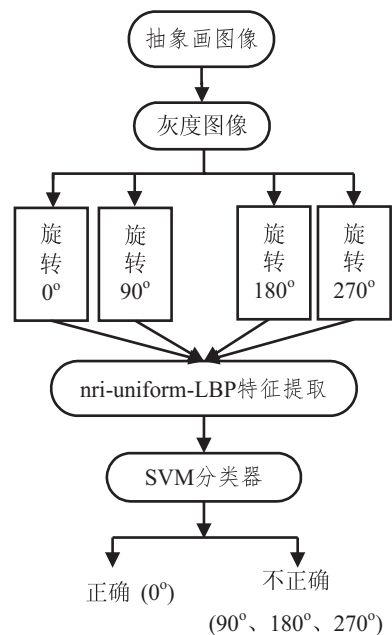 抽象画图像
灰度图像
旋
转
0°
旋
转
90°
旋
转
180°
旋
转
270°
nri-uniform-LBP特征提取
SVM分类器
正确 (0°)
不正确
(90°、180°、270°)